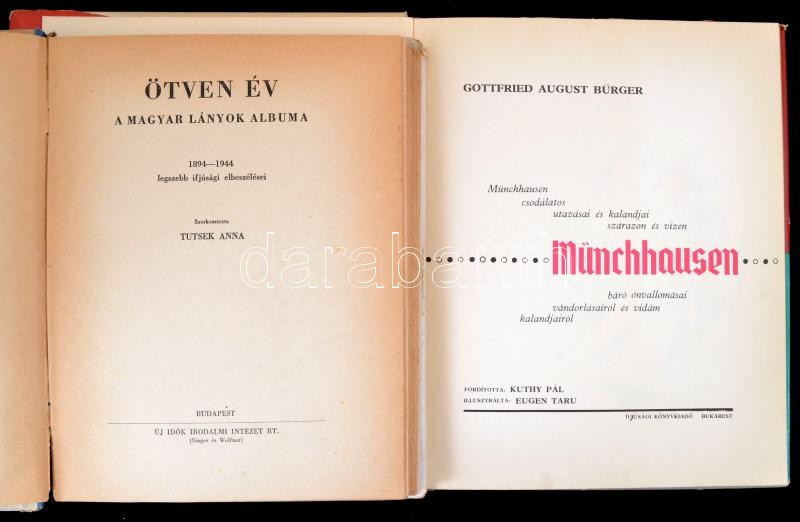 ÖTVEN ÉV
A MAGYAR LÁNYOK ALBUMA
1894—1944
legszebb ifjúsági elbeszélései
Szerkesztette
TUTSEK ANNA
BUDAPEST
ÚJ IDŐK IRODALMI INTÉZET RT.
(Singer és Wolfner)
GOTTFRIED AUGUST BÜRGER
Münchhausen
csodálatos
utazásai és kalandjai
szárazon és vizen
Münchhausen
báró önvallomásai
vándorlásairól és vidám
kalandjairól
FORDÍTOTTA: KUTHY PÁL
ILLUSZTRÁLTA: EUGEN TARU
IFJÚSÁGI KÖNYVKIADÓ BUKAREST
darabanth.com